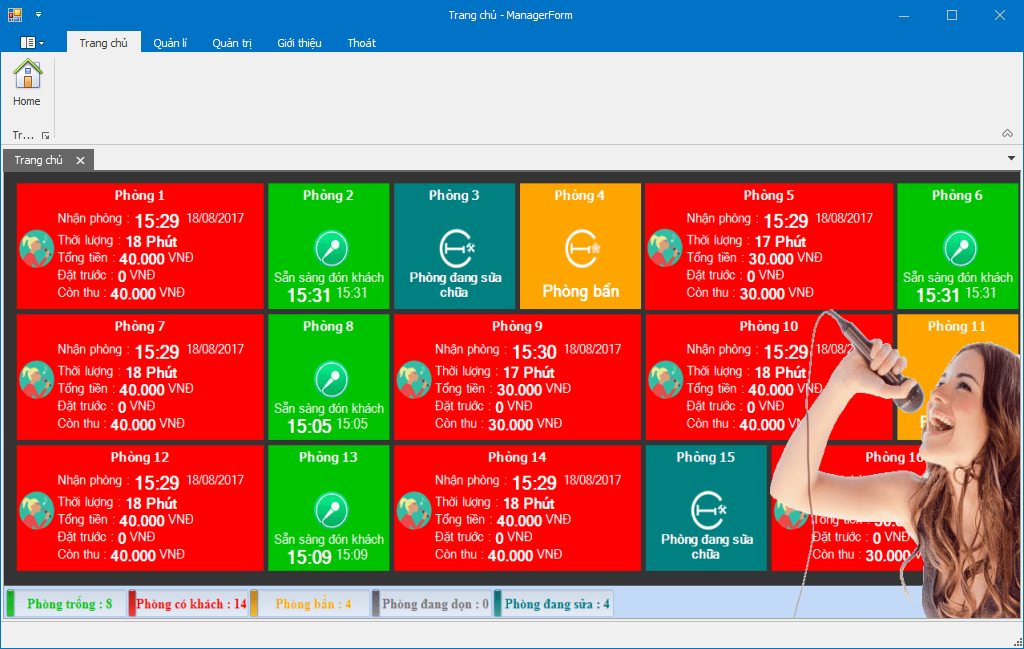 Trang chủ - ManagerForm
Trang chủ Quản lí Quản trị Giới thiệu Thoát
Home
Tr...
Trang chủ
Phòng 1
Nhận phòng : 15:29 18/08/2017
Thời lượng : 18 Phút
Tổng tiền : 40.000 VNĐ
Đặt trước : 0 VNĐ
Còn thu : 40.000 VNĐ
Phòng 2
Sẵn sàng đón khách
15:31 15:31
Phòng 3
Phòng đang sửa
chữa
Phòng 4
Phòng bẩn
Phòng 5
Nhận phòng : 15:29 18/08/2017
Thời lượng : 17 Phút
Tổng tiền : 30.000 VNĐ
Đặt trước : 0 VNĐ
Còn thu : 30.000 VNĐ
Phòng 6
Sẵn sàng đón khách
15:31 15:31
Phòng 7
Nhận phòng : 15:29 18/08/2017
Thời lượng : 18 Phút
Tổng tiền : 40.000 VNĐ
Đặt trước : 0 VNĐ
Còn thu : 40.000 VNĐ
Phòng 8
Sẵn sàng đón khách
15:05 15:05
Phòng 9
Nhận phòng : 15:30 18/08/2017
Thời lượng : 17 Phút
Tổng tiền : 30.000 VNĐ
Đặt trước : 0 VNĐ
Còn thu : 30.000 VNĐ
Phòng 10
Nhận phòng : 15:29 18/08/2
Thời lượng : 18 Phút
Tổng tiền : 40.000 VNĐ
Đặt trước : 0 VNĐ
Còn thu : 40.000
Phòng 11
Phòng 12
Nhận phòng : 15:29 18/08/2017
Thời lượng : 18 Phút
Tổng tiền : 40.000 VNĐ
Đặt trước : 0 VNĐ
Còn thu : 40.000 VNĐ
Phòng 13
Sẵn sàng đón khách
15:09 15:09
Phòng 14
Nhận phòng : 15:29 18/08/2017
Thời lượng : 18 Phút
Tổng tiền : 40.000 VNĐ
Đặt trước : 0 VNĐ
Còn thu : 40.000 VNĐ
Phòng 15
Phòng đang sửa
chữa
Phòng 16
Tổng tiền : 30.000
Đặt trước : 0 VNĐ
Còn thu : 30.000
Phòng trống : 8 Phòng có khách : 14 Phòng bẩn : 4 Phòng đang dọn : 0 Phòng đang sửa : 4